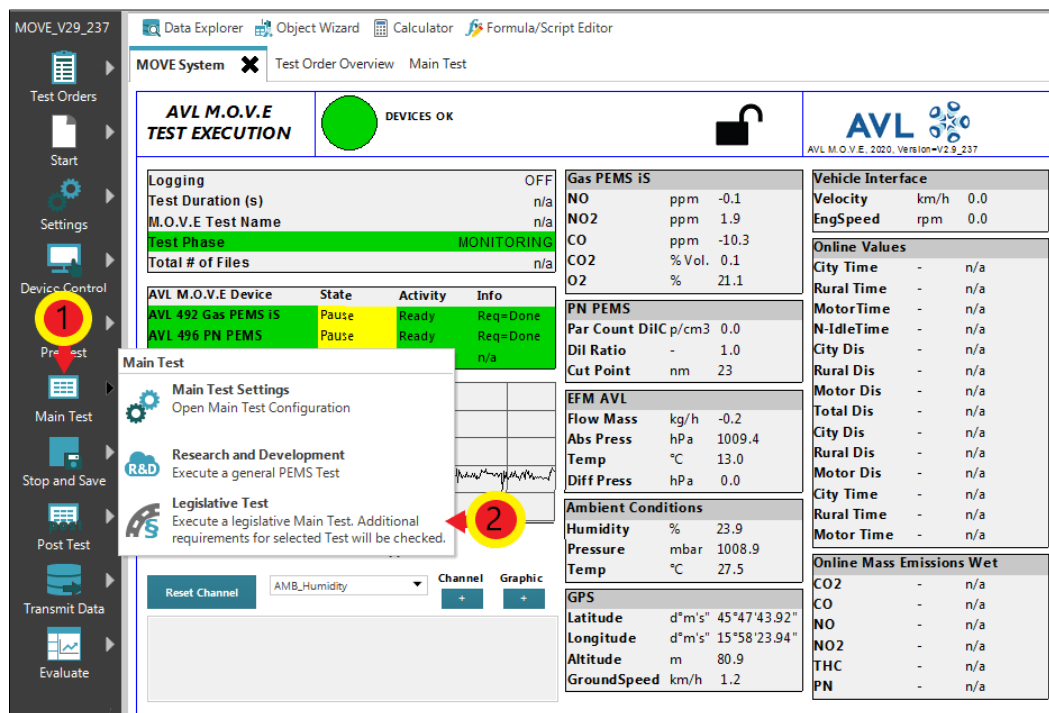 MOVE_V29_237
Data Explorer Object Wizard Calculator Formula/Script Editor
MOVE System Test Order Overview Main Test
Test Orders
Start
Settings
Device Control
1
Pre Test
Main Test
Stop and Save
Post Test
Transmit Data
Evaluate
AVL M.O.V.E
TEST EXECUTION
DEVICES OK
AVL
AVL M.O.V.E, 2020, Version=V2.9_237
Logging OFF
Test Duration (s) n/a
M.O.V.E Test Name n/a
Test Phase MONITORING
Total # of Files n/a
AVL M.O.V.E Device State Activity Info
AVL 492 Gas PEMS iS Pause Ready Req=Done
AVL 496 PN PEMS Pause Ready Req=Done
n/a
Main Test
Main Test Settings
Open Main Test Configuration
R&D
Research and Development
Execute a general PEMS Test
§
Legislative Test
Execute a legislative Main Test. Additional
requirements for selected Test will be checked.
2
Reset Channel
AMB_Humidity
Channel Graphic
+ +
Gas PEMS iS
NO ppm -0.1
NO2 ppm 1.9
CO ppm -10.3
CO2 % Vol. 0.1
O2 % 21.1
PN PEMS
Par Count DilC p/cm3 0.0
Dil Ratio - 1.0
Cut Point nm 23
EFM AVL
Flow Mass kg/h -0.2
Abs Press hPa 1009.4
Temp °C 13.0
Diff Press hPa 0.0
Ambient Conditions
Humidity % 23.9
Pressure mbar 1008.9
Temp °C 27.5
GPS
Latitude d°m's" 45°47'43.92"
Longitude d°m's" 15°58'23.94"
Altitude m 80.9
GroundSpeed km/h 1.2
Vehicle Interface
Velocity km/h 0.0
EngSpeed rpm 0.0
Online Values
City Time - n/a
Rural Time - n/a
MotorTime - n/a
N-IdleTime - n/a
City Dis - n/a
Rural Dis - n/a
Motor Dis - n/a
Total Dis - n/a
City Dis - n/a
Rural Dis - n/a
Motor Dis - n/a
City Time - n/a
Rural Time - n/a
Motor Time - n/a
Online Mass Emissions Wet
CO2 - n/a
CO - n/a
NO - n/a
NO2 - n/a
THC - n/a
PN - n/a